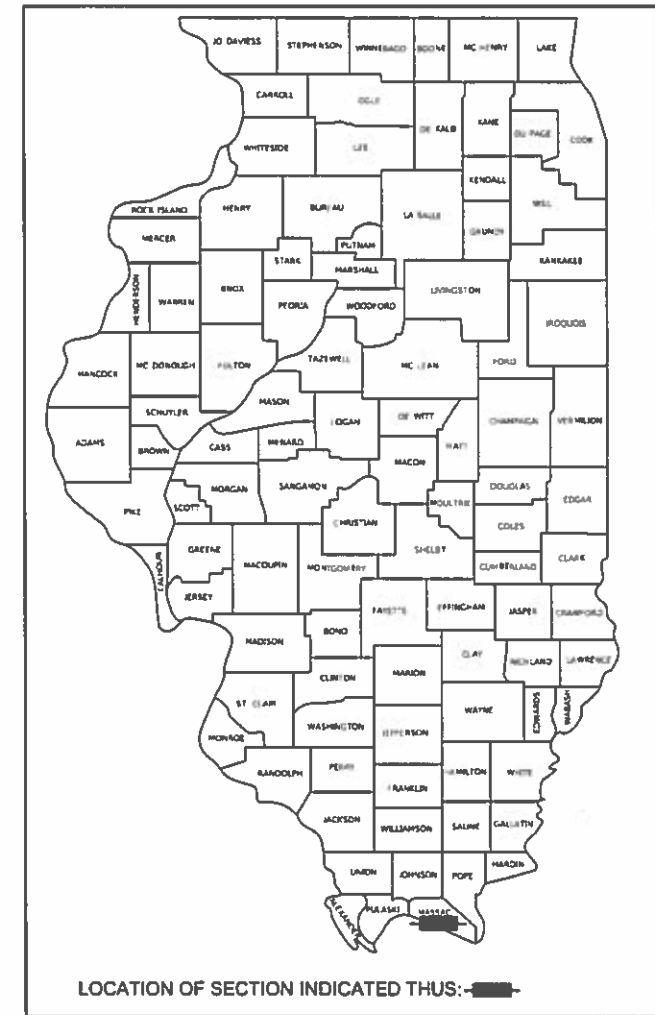 JO DAVIESS STEPHENSON WINNEBAGO BOONE MC HENRY LAKE
CARROLL OGLE DE KALB KANE DU PAGE COOK
WHITESIDE LEE KENDALL WILL
ROCK ISLAND HENRY BUREAU LA SALLE GRUNDY
MERCER PUTNAM KANKAKEE
HENDERSON WARREN KNOX STARK MARSHALL LIVINGSTON
PEORIA WOODFORD IROQUOIS
HANCOCK MC DONOUGH FULTON TAZEWELL MC LEAN FORD
SCHUYLER MASON LOGAN DE WITT CHAMPAIGN VERMILION
ADAMS BROWN CASS MENARD MACON PIATT
PIKE SCOTT MORGAN SANGAMON MOULTRIE DOUGLAS EDGAR
CHRISTIAN COLES
CALHOUN GREENE MACOUPIN MONTGOMERY SHELBY CUMBERLAND CLARK
JERSEY FAYETTE EFFINGHAM JASPER CRAWFORD
MADISON BOND CLAY RICHLAND LAWRENCE
CLINTON MARION
ST CLAIR WASHINGTON JEFFERSON WAYNE EDWARDS WABASH
MONROE
RANDOLPH PERRY FRANKLIN HAMILTON WHITE
JACKSON WILLIAMSON SALINE GALLATIN
UNION JOHNSON POPE HARDIN
ALEXANDER PULASKI MASSAC
LOCATION OF SECTION INDICATED THUS: